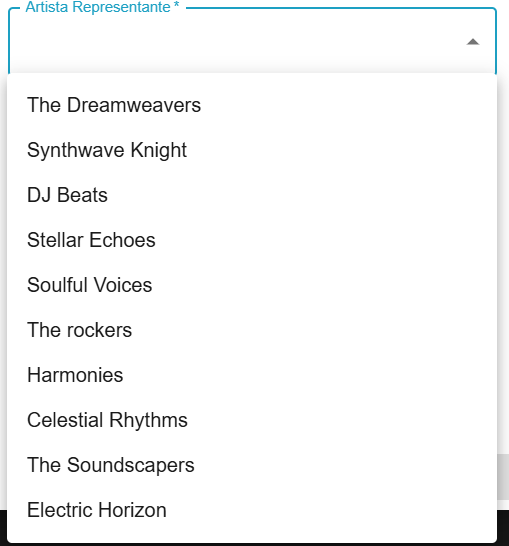 Artista Representante *
The Dreamweavers
Synthwave Knight
DJ Beats
Stellar Echoes
Soulful Voices
The rockers
Harmonies
Celestial Rhythms
The Soundscapers
Electric Horizon